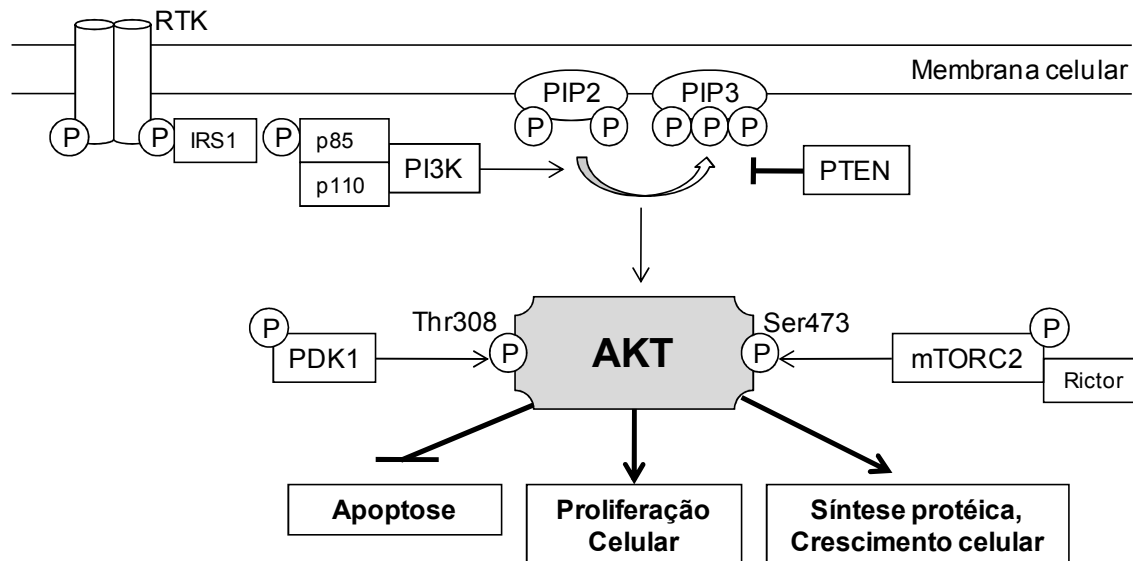 RTK
Membrana celular
PIP2
PIP3
P
P
P
P
P
P
P
IRS1
P
p85
p110
PI3K
PTEN
P
PDK1
Thr308
P
AKT
Ser473
P
P
mTORC2
Rictor
Apoptose
Proliferação
Celular
Síntese protéica,
Crescimento celular